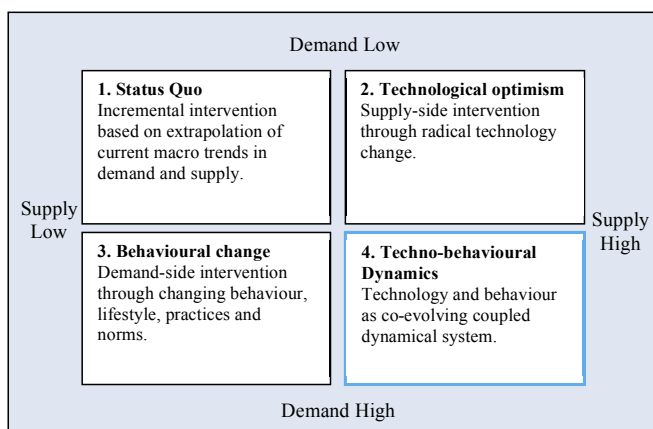 Demand Low
1. Status Quo
Incremental intervention
based on extrapolation of
current macro trends in
demand and supply.
2. Technological optimism
Supply-side intervention
through radical technology
change.
Supply
Low
Supply
High
3. Behavioural change
Demand-side intervention
through changing behaviour,
lifestyle, practices and
norms.
4. Techno-behavioural
Dynamics
Technology and behaviour
as co-evolving coupled
dynamical system.
Demand High